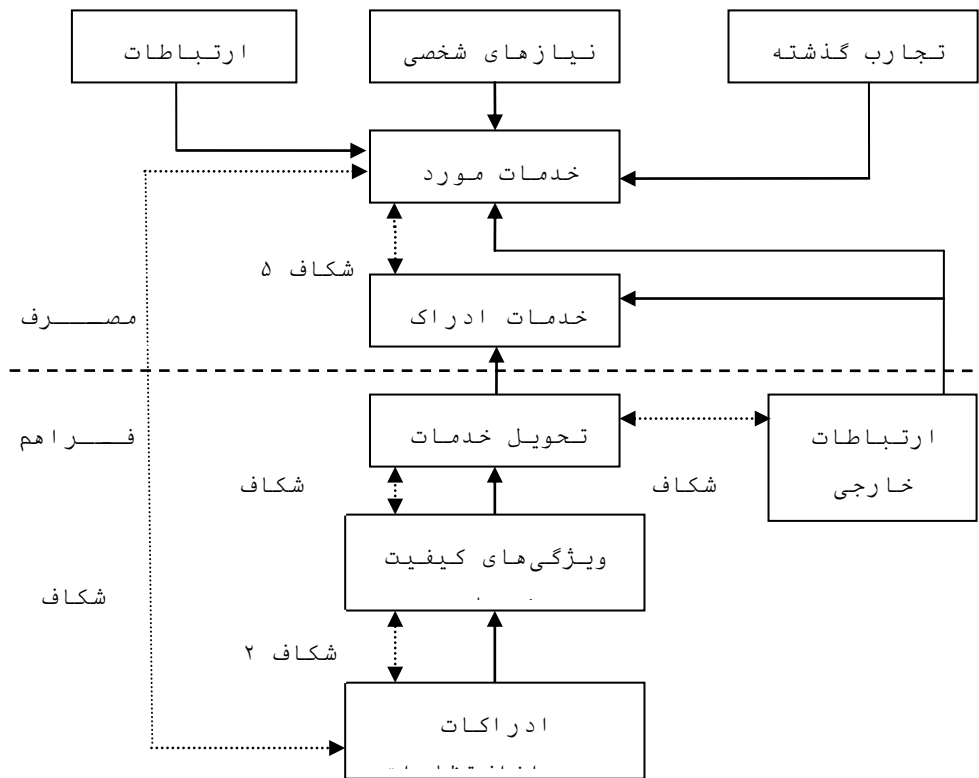 ارتباطات
نیازهای شخصی
تجارب گذشته
خدمات مورد
شکاف ۵
خدمات ادراک
مصرف
فراهم
تحویل خدمات
ارتباطات
خارجی
شکاف
شکاف
ویژگی‌های کیفیت
شکاف
شکاف ۲
ادراکات